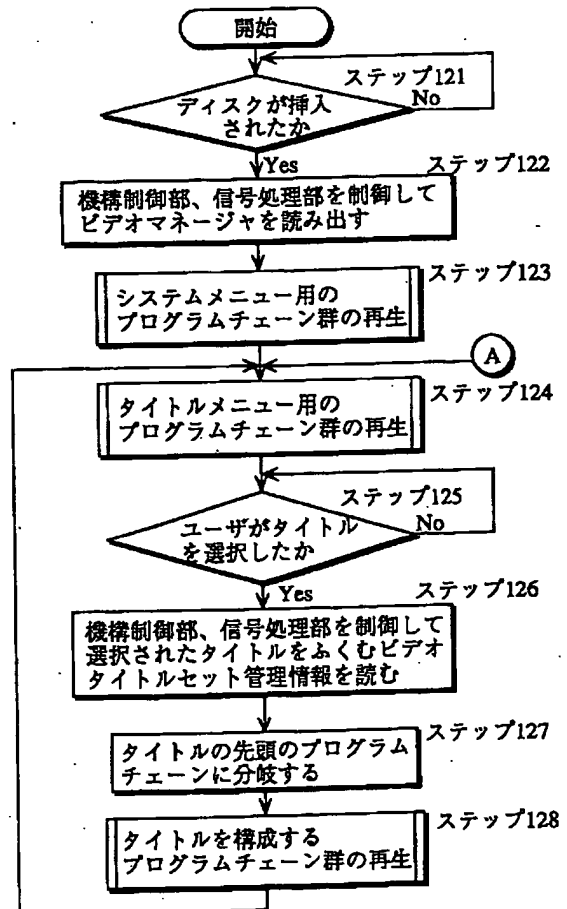 開始
ステップ121
ディスクが挿入
されたか
No
Yes
ステップ122
機構制御部、信号処理部を制御して
ビデオマネージャを読み出す
ステップ123
システムメニュー用の
プログラムチェーン群の再生
A
ステップ124
タイトルメニュー用の
プログラムチェーン群の再生
ステップ125
ユーザがタイトル
を選択したか
No
Yes
ステップ126
機構制御部、信号処理部を制御して
選択されたタイトルをふくむビデオ
タイトルセット管理情報を読む
ステップ127
タイトルの先頭のプログラム
チェーンに分岐する
ステップ128
タイトルを構成する
プログラムチェーン群の再生